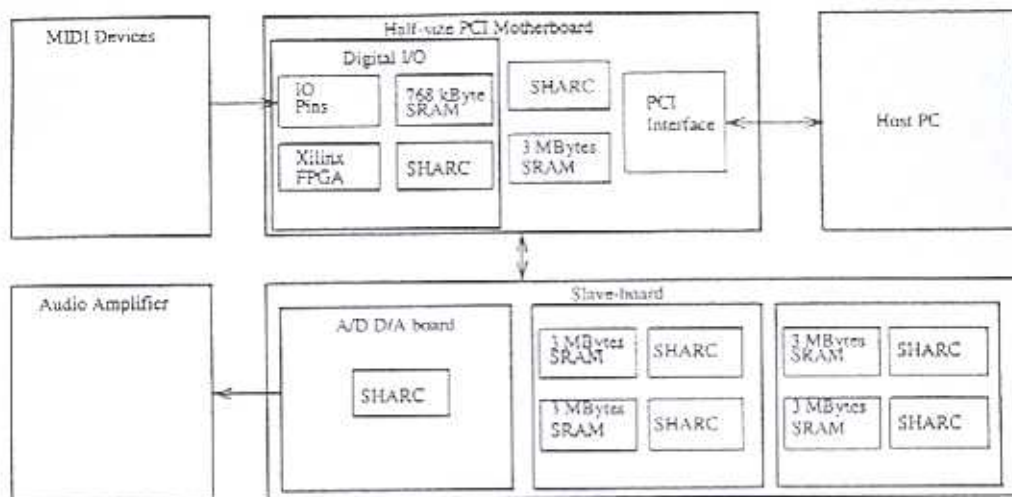 MIDI Devices
Half-size PCI Motherboard
Digital I/O
IO
Pins
768 kByte
SRAM
Xilinx
FPGA
SHARC
SHARC
3 MBytes
SRAM
PCI
Interface
Host PC
Audio Amplifier
Slave-board
A/D D/A board
SHARC
3 MBytes
SRAM
SHARC
3 MBytes
SRAM
SHARC
3 MBytes
SRAM
SHARC
3 MBytes
SRAM
SHARC